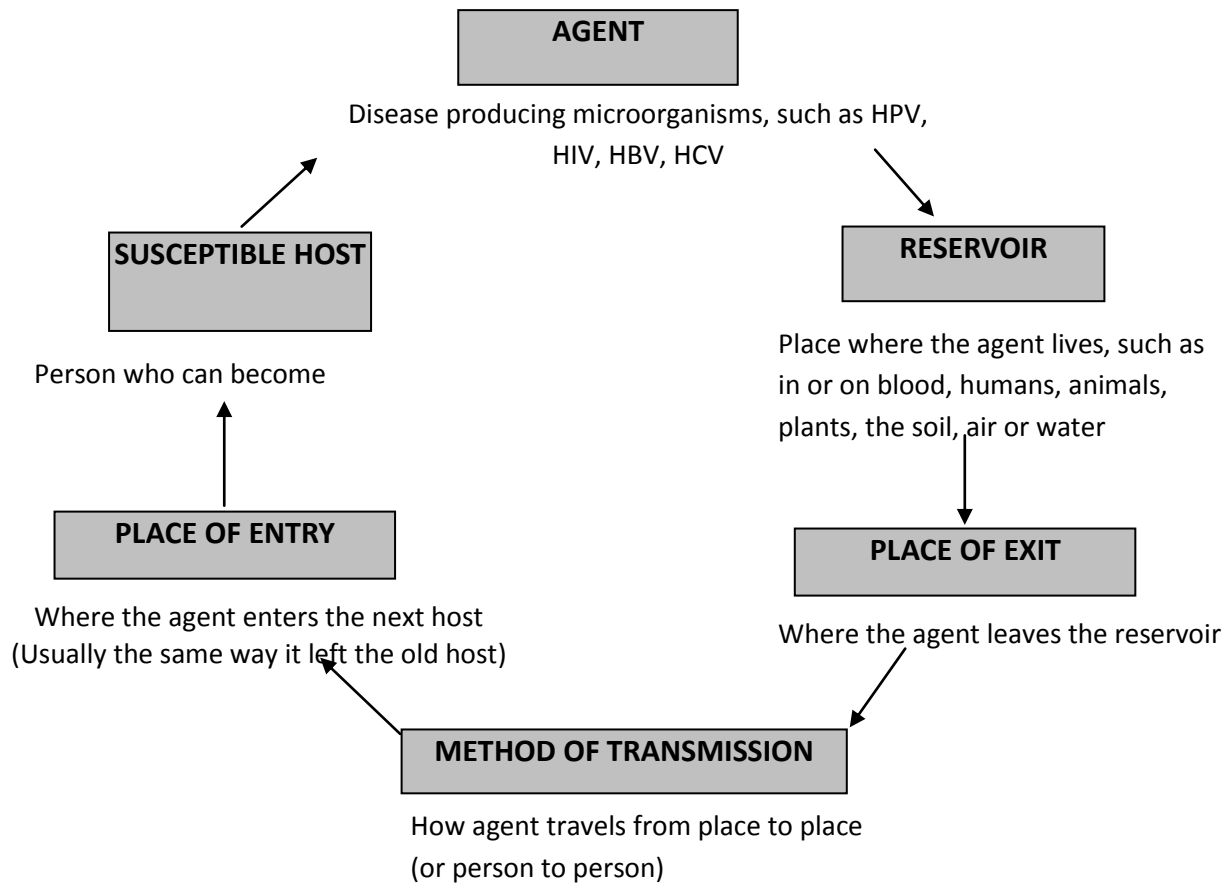 AGENT
Disease producing microorganisms, such as HPV,
HIV, HBV, HCV
RESERVOIR
Place where the agent lives, such as
in or on blood, humans, animals,
plants, the soil, air or water
PLACE OF EXIT
Where the agent leaves the reservoir
METHOD OF TRANSMISSION
How agent travels from place to place
(or person to person)
PLACE OF ENTRY
Where the agent enters the next host
(Usually the same way it left the old host)
SUSCEPTIBLE HOST
Person who can become